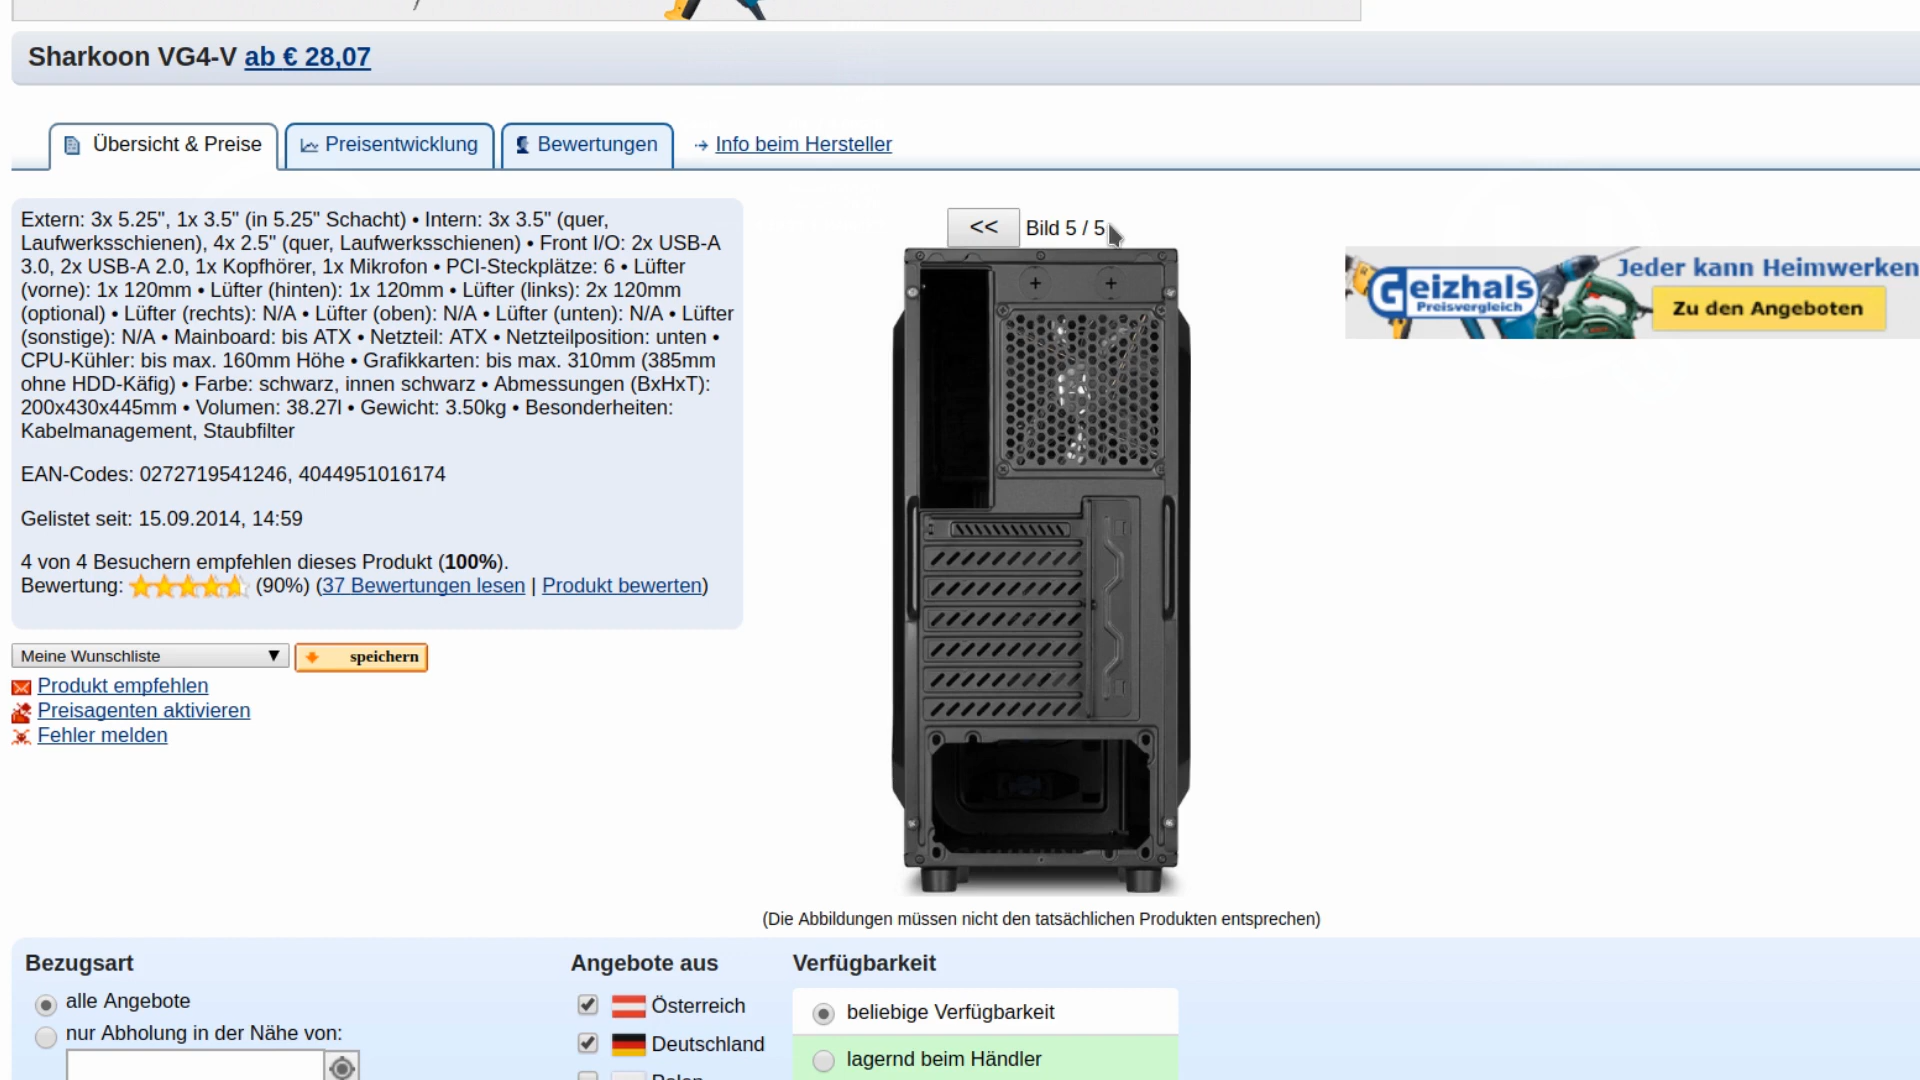 Sharkoon VG4-V ab € 28,07
Übersicht & Preise
Preisentwicklung
Bewertungen
Info beim Hersteller
Extern: 3x 5.25", 1x 3.5" (in 5.25" Schacht) • Intern: 3x 3.5" (quer,
Laufwerksschienen), 4x 2.5" (quer, Laufwerksschienen) • Front I/O: 2x USB-A
3.0, 2x USB-A 2.0, 1x Kopfhörer, 1x Mikrofon • PCI-Steckplätze: 6 • Lüfter
(vorne): 1x 120mm • Lüfter (hinten): 1x 120mm • Lüfter (links): 2x 120mm
(optional) • Lüfter (rechts): N/A • Lüfter (oben): N/A • Lüfter (unten): N/A • Lüfter
(sonstige): N/A • Mainboard: bis ATX • Netzteil: ATX • Netzteilposition: unten •
CPU-Kühler: bis max. 160mm Höhe • Grafikkarten: bis max. 310mm (385mm
ohne HDD-Käfig) • Farbe: schwarz, innen schwarz • Abmessungen (BxHxT):
200x430x445mm • Volumen: 38.27l • Gewicht: 3.50kg • Besonderheiten:
Kabelmanagement, Staubfilter
EAN-Codes: 0272719541246, 4044951016174
Gelistet seit: 15.09.2014, 14:59
4 von 4 Besuchern empfehlen dieses Produkt (100%).
Bewertung: (90%) (37 Bewertungen lesen | Produkt bewerten)
Meine Wunschliste
speichern
Produkt empfehlen
Preisagenten aktivieren
Fehler melden
<< Bild 5 / 5
Geizhals
Preisvergleich
Jeder kann Heimwerken
Zu den Angeboten
(Die Abbildungen müssen nicht den tatsächlichen Produkten entsprechen)
Bezugsart
alle Angebote
nur Abholung in der Nähe von:
Angebote aus
Österreich
Deutschland
Polen
Verfügbarkeit
beliebige Verfügbarkeit
lagernd beim Händler